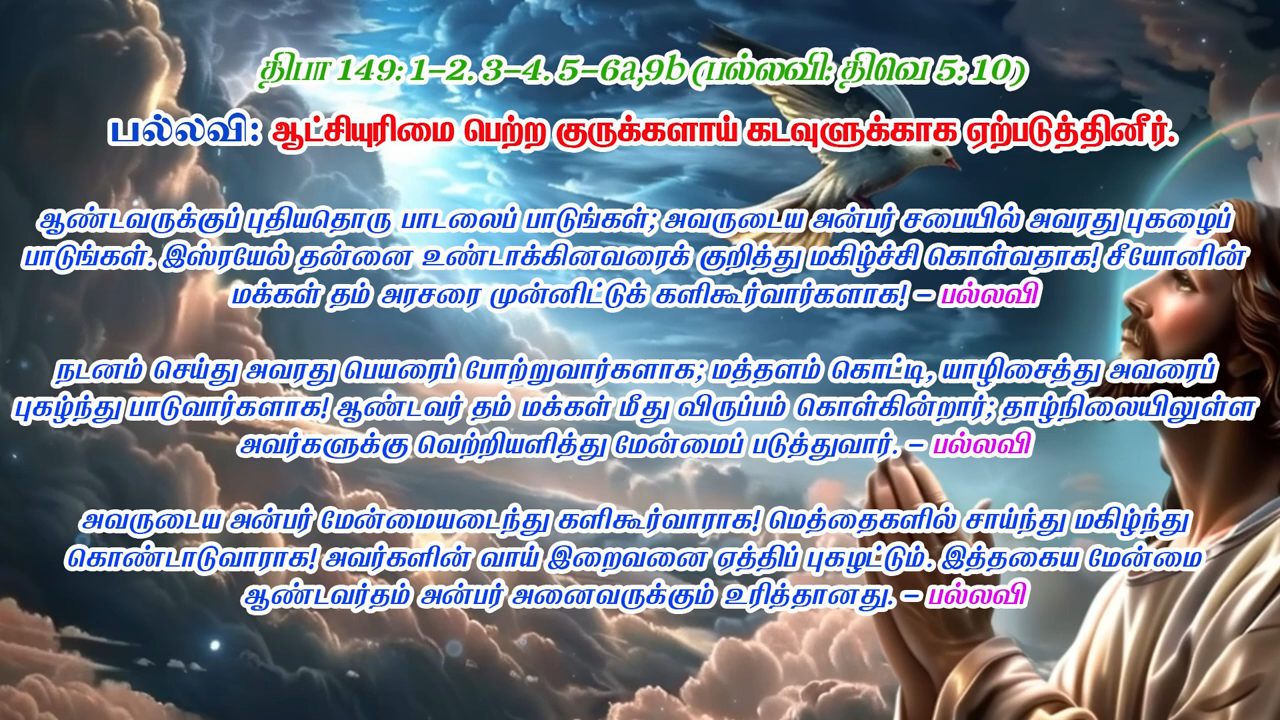 திபா 149: 1-2. 3-4. 5-6a,9b (பல்லவி: திவெ 5: 10)
பல்லவி: ஆட்சியுரிமை பெற்ற குருக்களாய் கடவுளுக்காக ஏற்படுத்தினீர்.
ஆண்டவருக்குப் புதியதொரு பாடலைப் பாடுங்கள்; அவருடைய அன்பர் சபையில் அவரது புகழைப்
பாடுங்கள். இஸ்ரயேல் தன்னை உண்டாக்கினவரைக் குறித்து மகிழ்ச்சி கொள்வதாக! சீயோனின்
மக்கள் தம் அரசரை முன்னிட்டுக் களிகூர்வார்களாக! – பல்லவி
நடனம் செய்து அவரது பெயரைப் போற்றுவார்களாக; மத்தளம் கொட்டி, யாழிசைத்து அவரைப்
புகழ்ந்து பாடுவார்களாக! ஆண்டவர் தம் மக்கள் மீது விருப்பம் கொள்கின்றார்; தாழ்நிலையிலுள்ள
அவர்களுக்கு வெற்றியளித்து மேன்மைப் படுத்துவார். – பல்லவி
அவருடைய அன்பர் மேன்மையடைந்து களிகூர்வாராக! மெத்தைகளில் சாய்ந்து மகிழ்ந்து
கொண்டாடுவாராக! அவர்களின் வாய் இறைவனை ஏத்திப் புகழட்டும். இத்தகைய மேன்மை
ஆண்டவர்தம் அன்பர் அனைவருக்கும் உரித்தானது. – பல்லவி